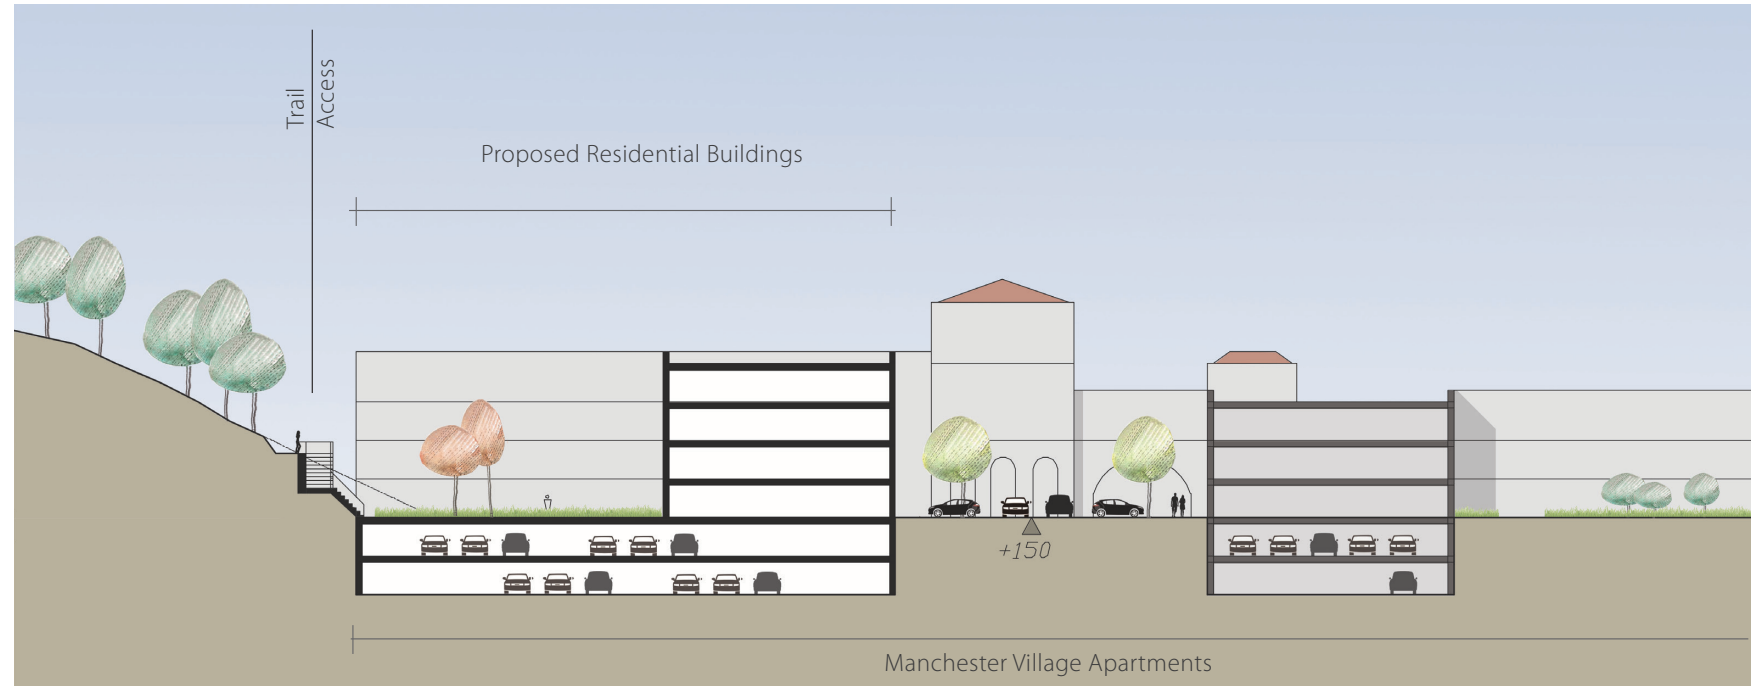 Trail
Access
Proposed Residential Buildings
+150
Manchester Village Apartments